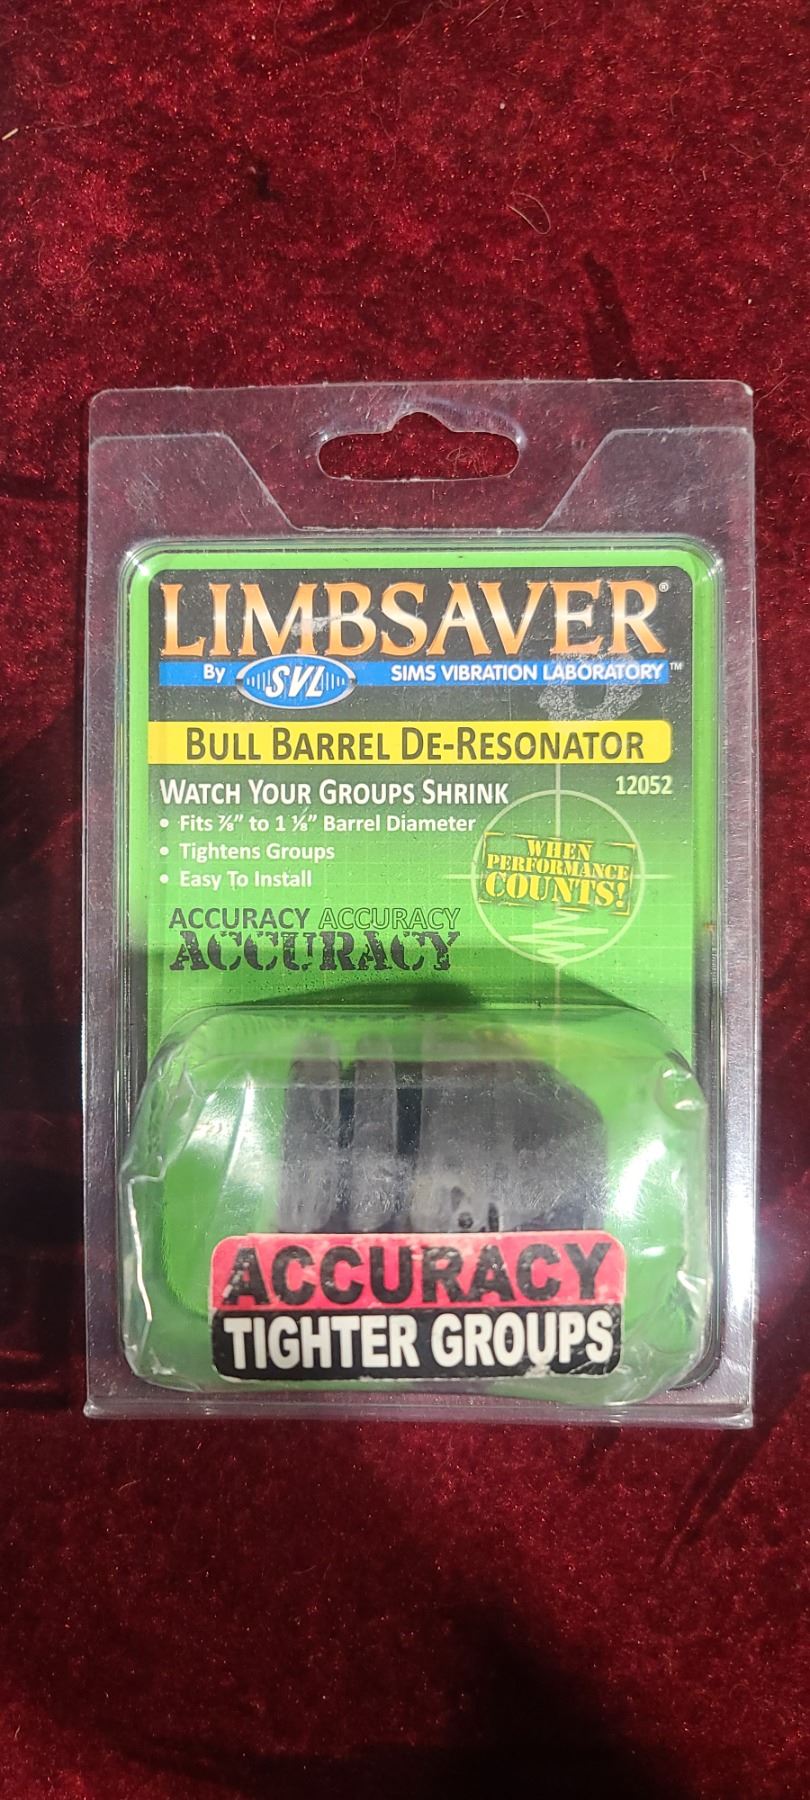 LIMBSAVER®
By SVL SIMS VIBRATION LABORATORY™
BULL BARREL DE-RESONATOR
12052
WATCH YOUR GROUPS SHRINK
• Fits ⅞” to 1 ⅛” Barrel Diameter
• Tightens Groups
• Easy To Install
WHEN
PERFORMANCE
COUNTS!
ACCURACY ACCURACY
ACCURACY
ACCURACY
TIGHTER GROUPS